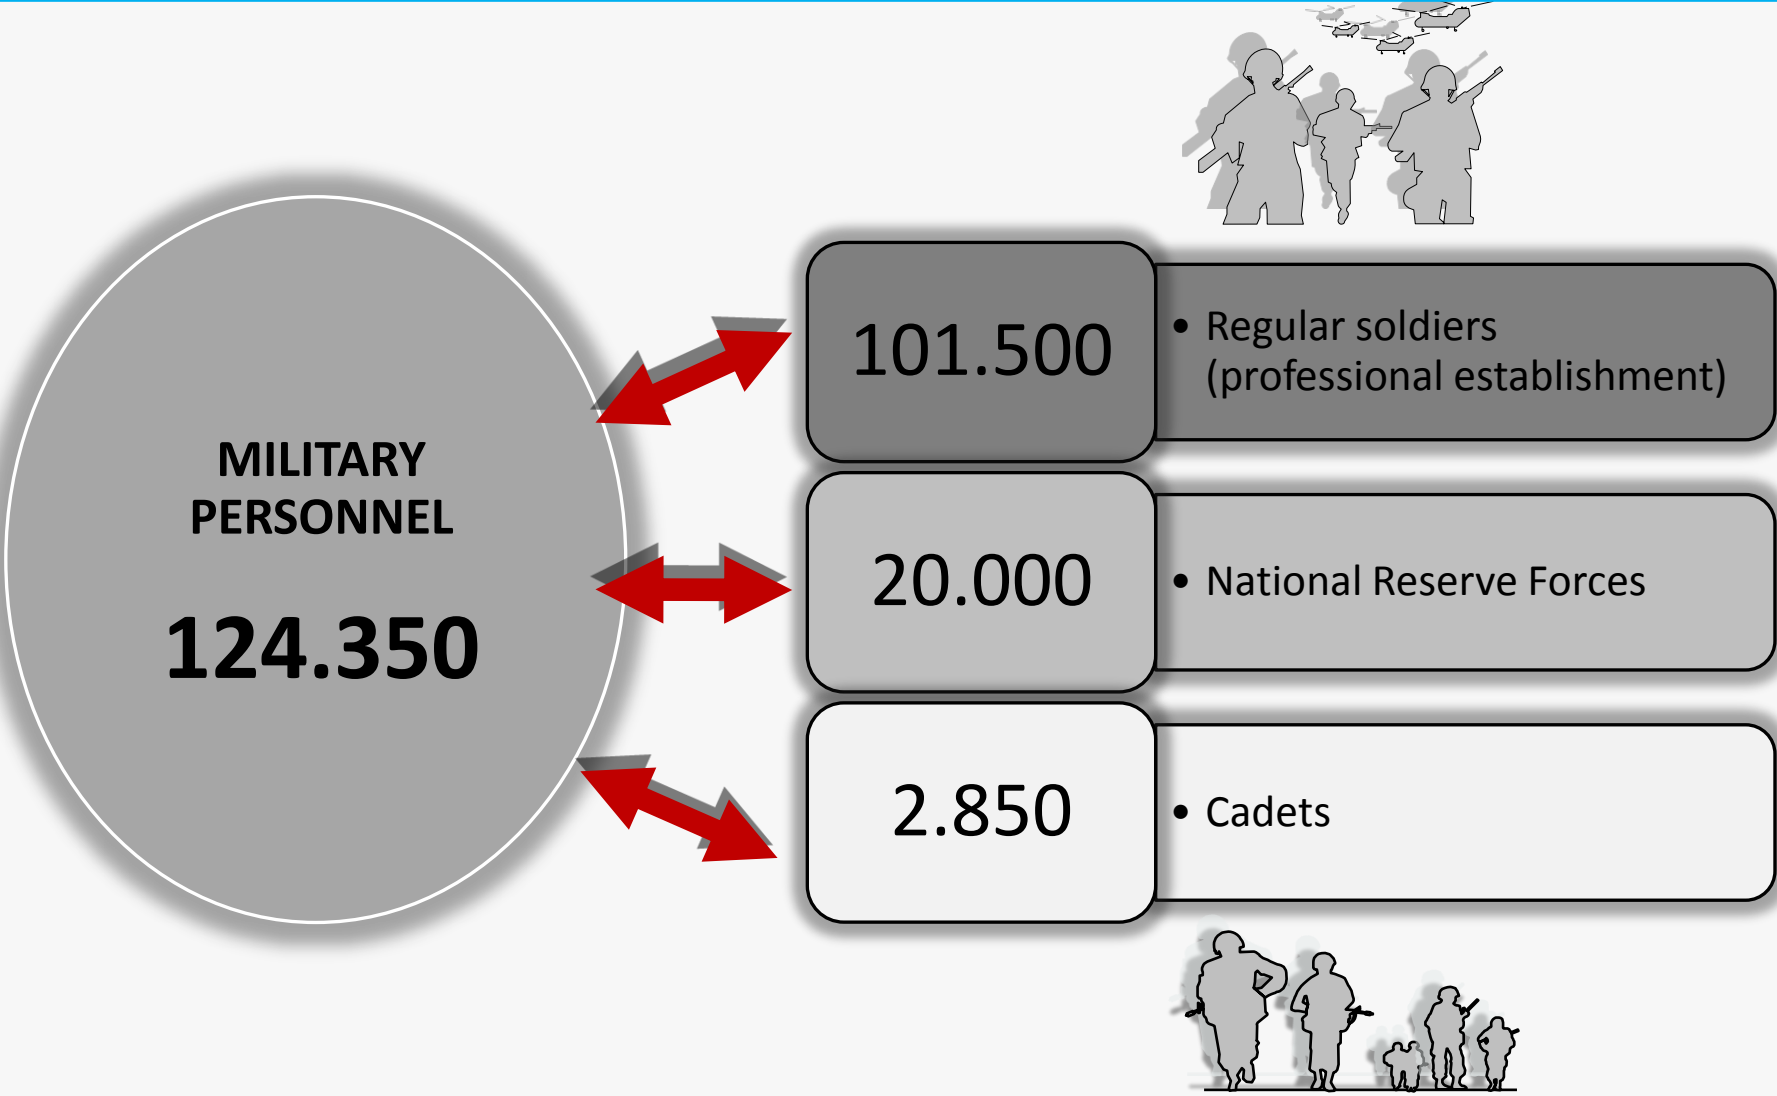 MILITARY
PERSONNEL
124.350
101.500
• Regular soldiers
(professional establishment)
20.000
• National Reserve Forces
2.850
• Cadets